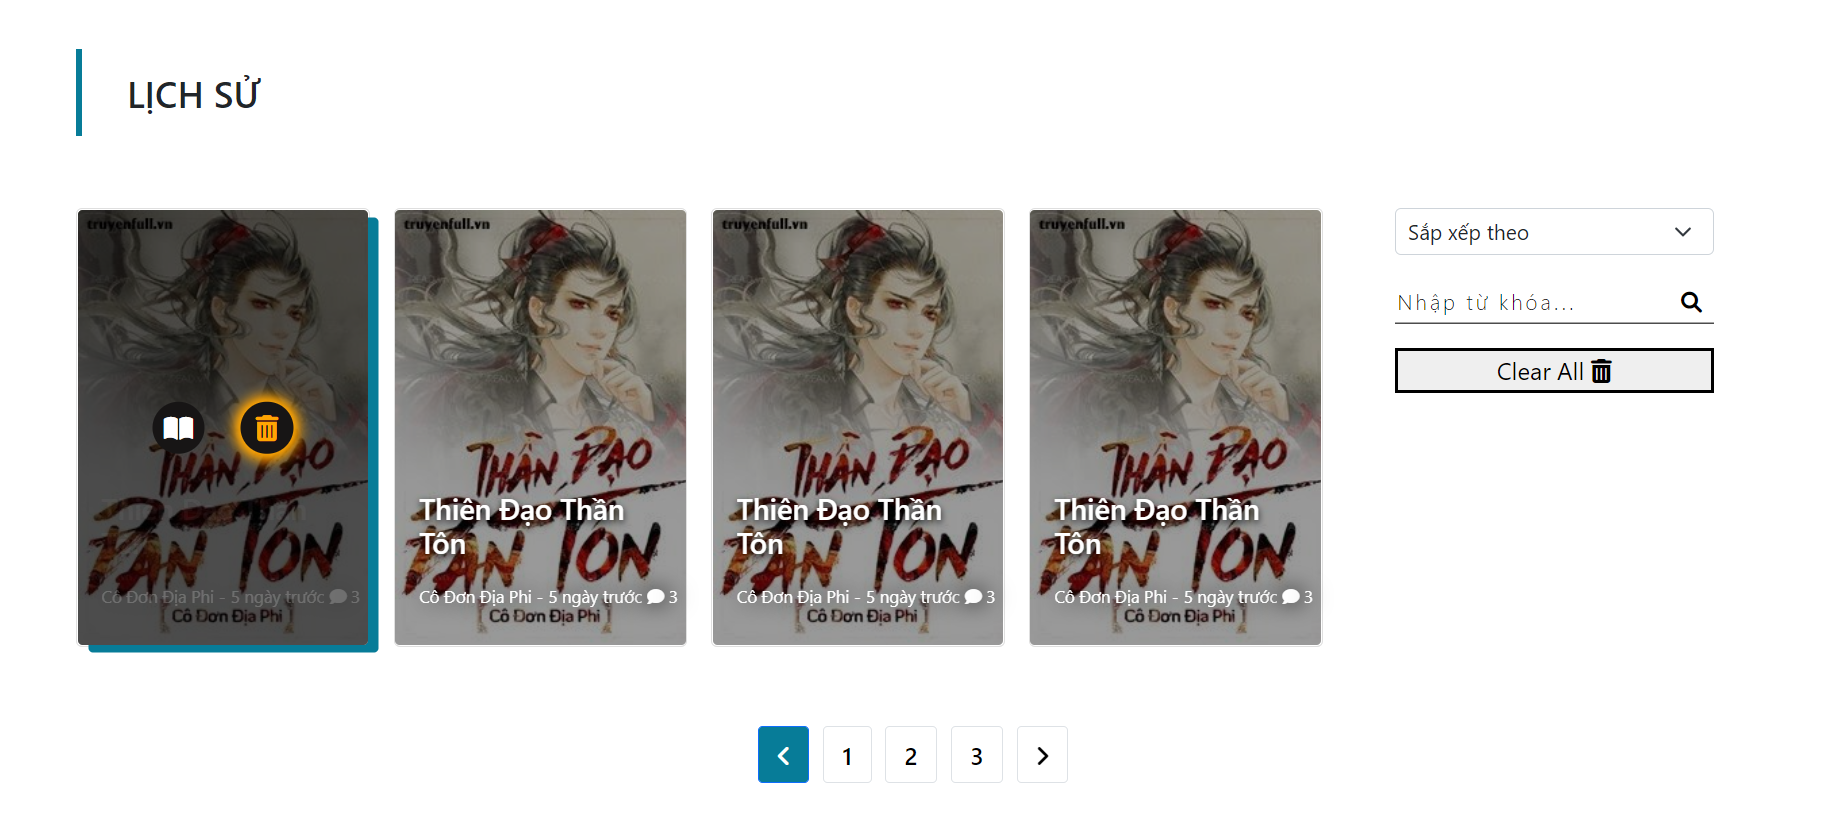 LỊCH SỬ
truyenfull.vn
THẦN ĐẠO
ĐAN TÔN
Cô Đơn Địa Phi - 5 ngày trước 3
Cô Đơn Địa Phi
truyenfull.vn
THẦN ĐẠO
Thiên Đạo Thần
Tôn
ĐAN TÔN
Cô Đơn Địa Phi - 5 ngày trước 3
Cô Đơn Địa Phi
truyenfull.vn
THẦN ĐẠO
Thiên Đạo Thần
Tôn
ĐAN TÔN
Cô Đơn Địa Phi - 5 ngày trước 3
Cô Đơn Địa Phi
truyenfull.vn
THẦN ĐẠO
Thiên Đạo Thần
Tôn
ĐAN TÔN
Cô Đơn Địa Phi - 5 ngày trước 3
Cô Đơn Địa Phi
Sắp xếp theo
Nhập từ khóa...
Clear All
1 2 3